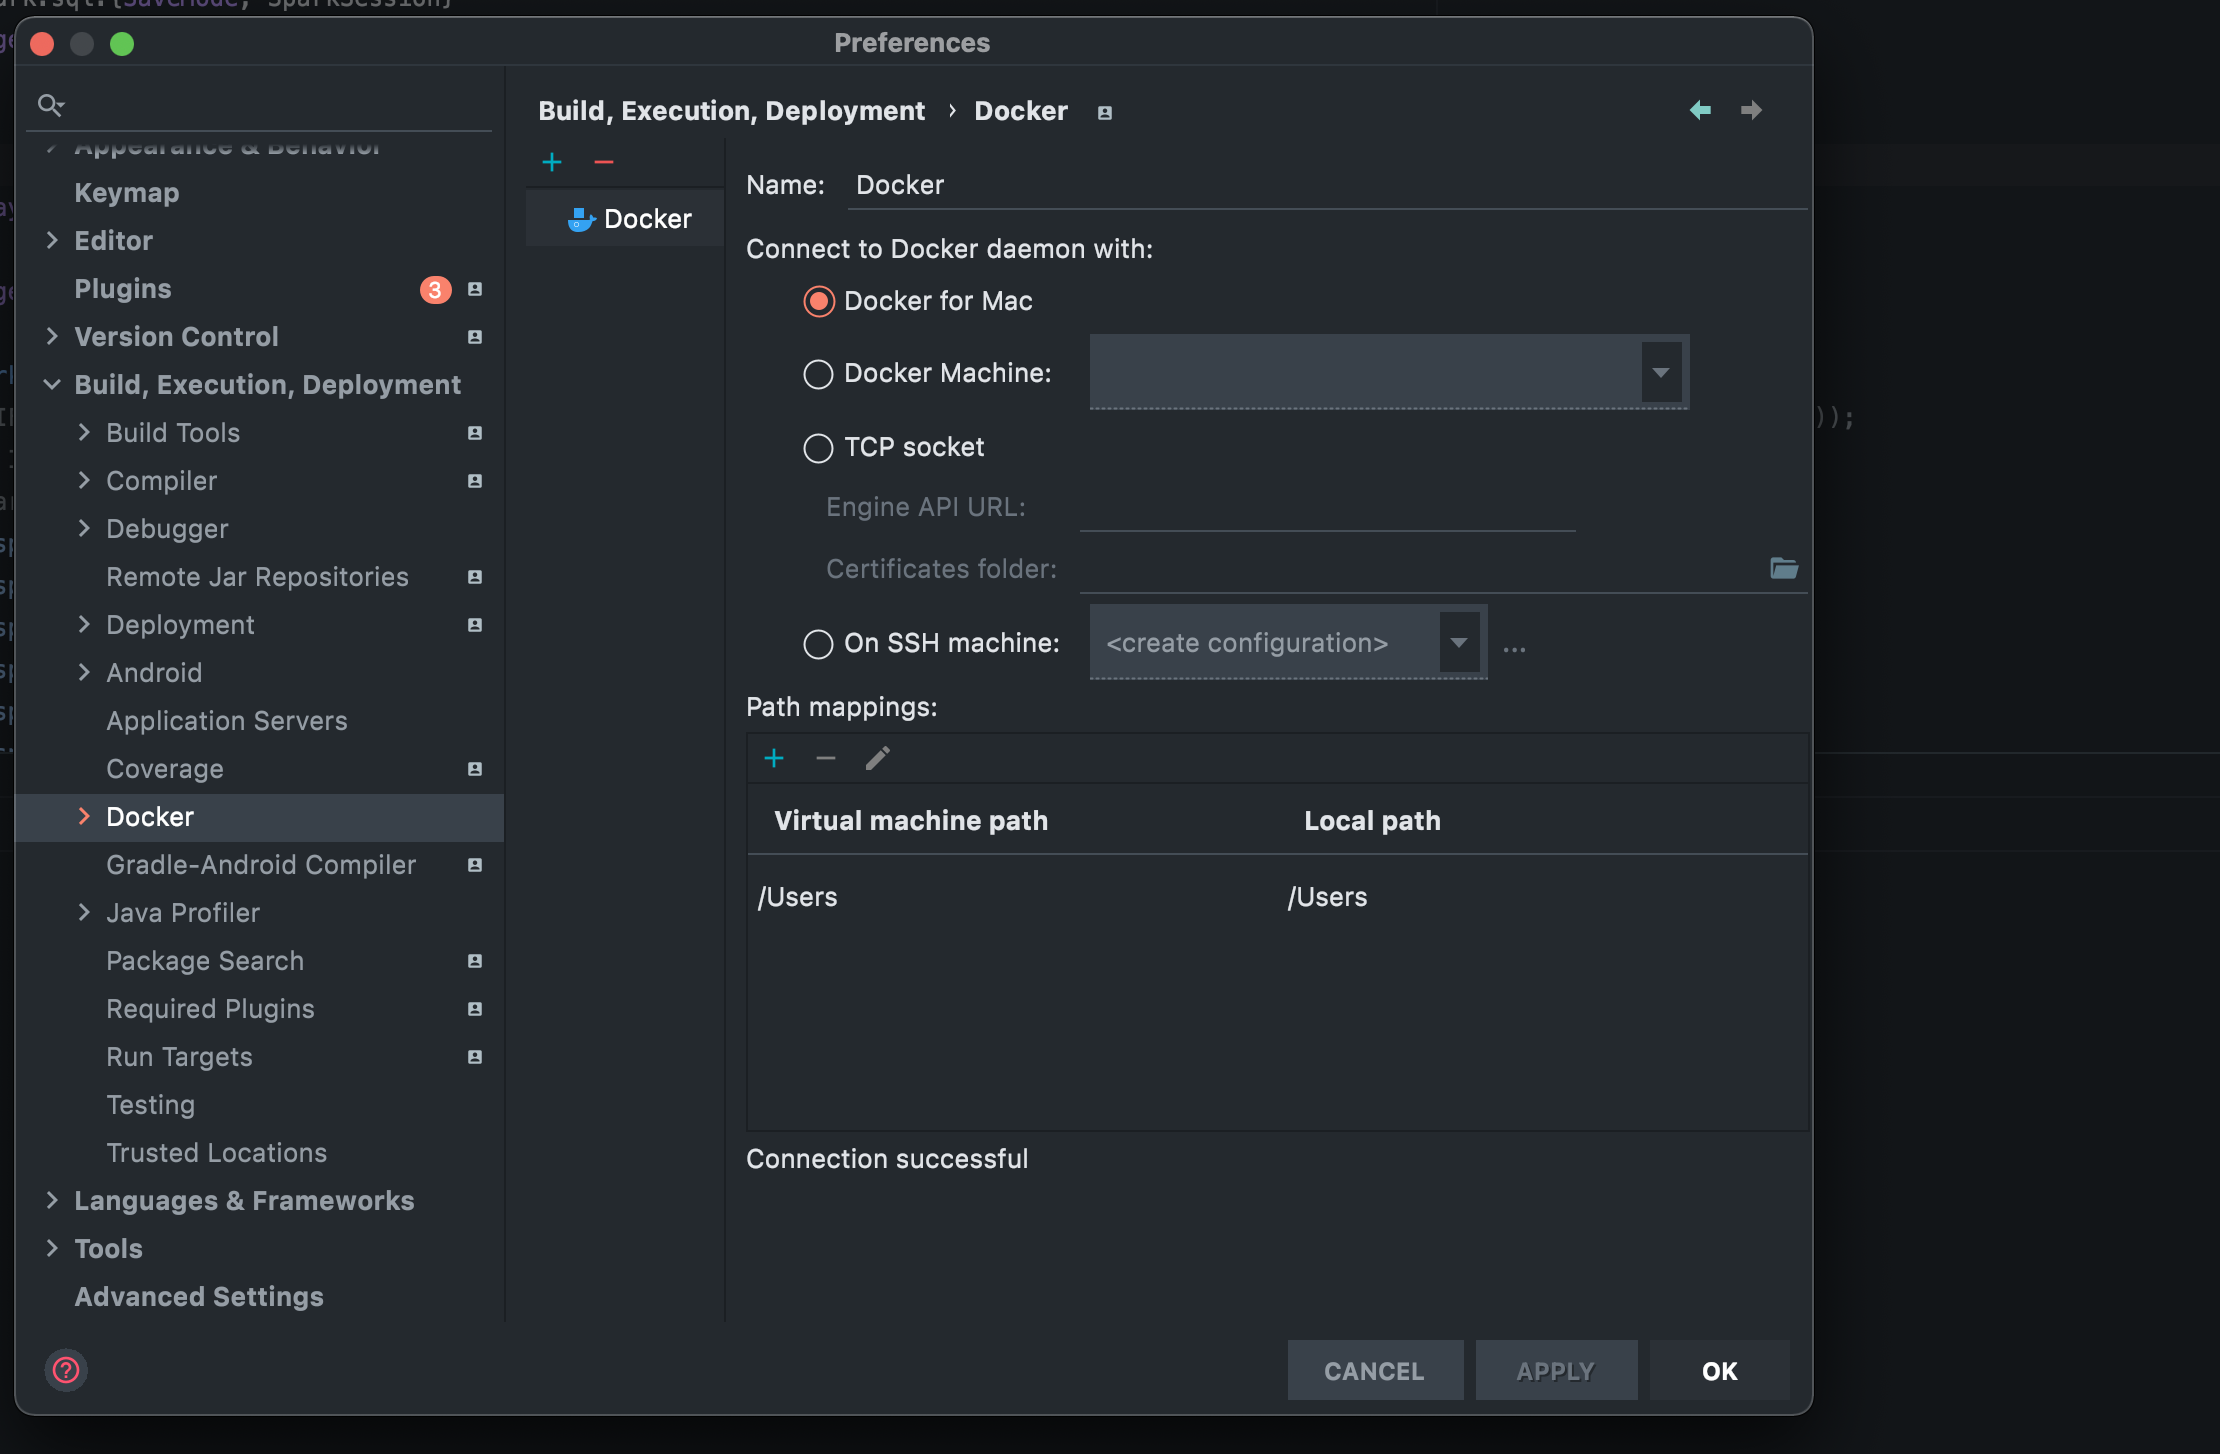 Preferences
Appearance & Behavior
Keymap
Editor
Plugins 3
Version Control
Build, Execution, Deployment
Build Tools
Compiler
Debugger
Remote Jar Repositories
Deployment
Android
Application Servers
Coverage
Docker
Gradle-Android Compiler
Java Profiler
Package Search
Required Plugins
Run Targets
Testing
Trusted Locations
Languages & Frameworks
Tools
Advanced Settings
?
Build, Execution, Deployment › Docker
Docker
Name: Docker
Connect to Docker daemon with:
Docker for Mac
Docker Machine:
TCP socket
Engine API URL:
Certificates folder:
On SSH machine: <create configuration> ...
Path mappings:
Virtual machine path Local path
/Users /Users
Connection successful
CANCEL APPLY OK
));